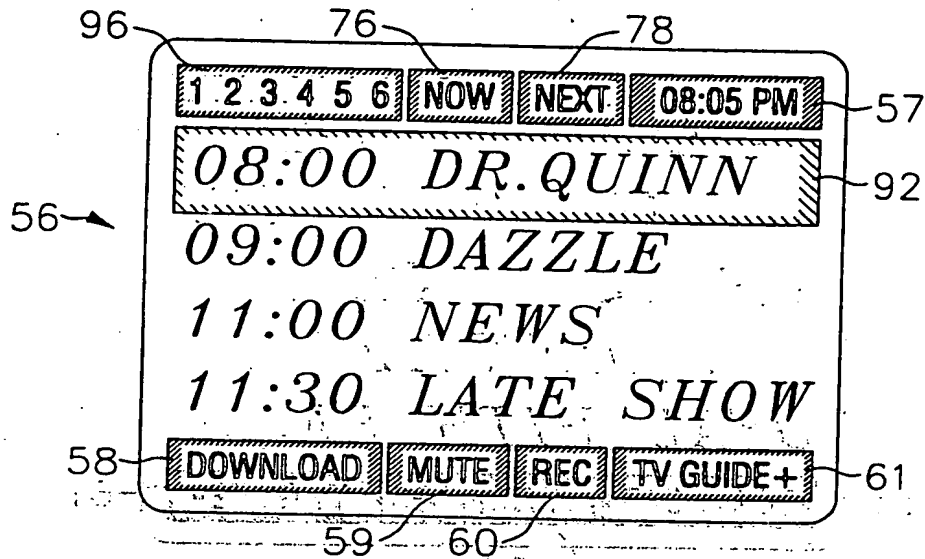 96 76 78
1 2 3 4 5 6 NOW NEXT 08:05 PM 57
08:00 DR.QUINN 92
56
09:00 DAZZLE
11:00 NEWS
11:30 LATE SHOW
58 DOWNLOAD MUTE REC TV GUIDE+ 61
59 60